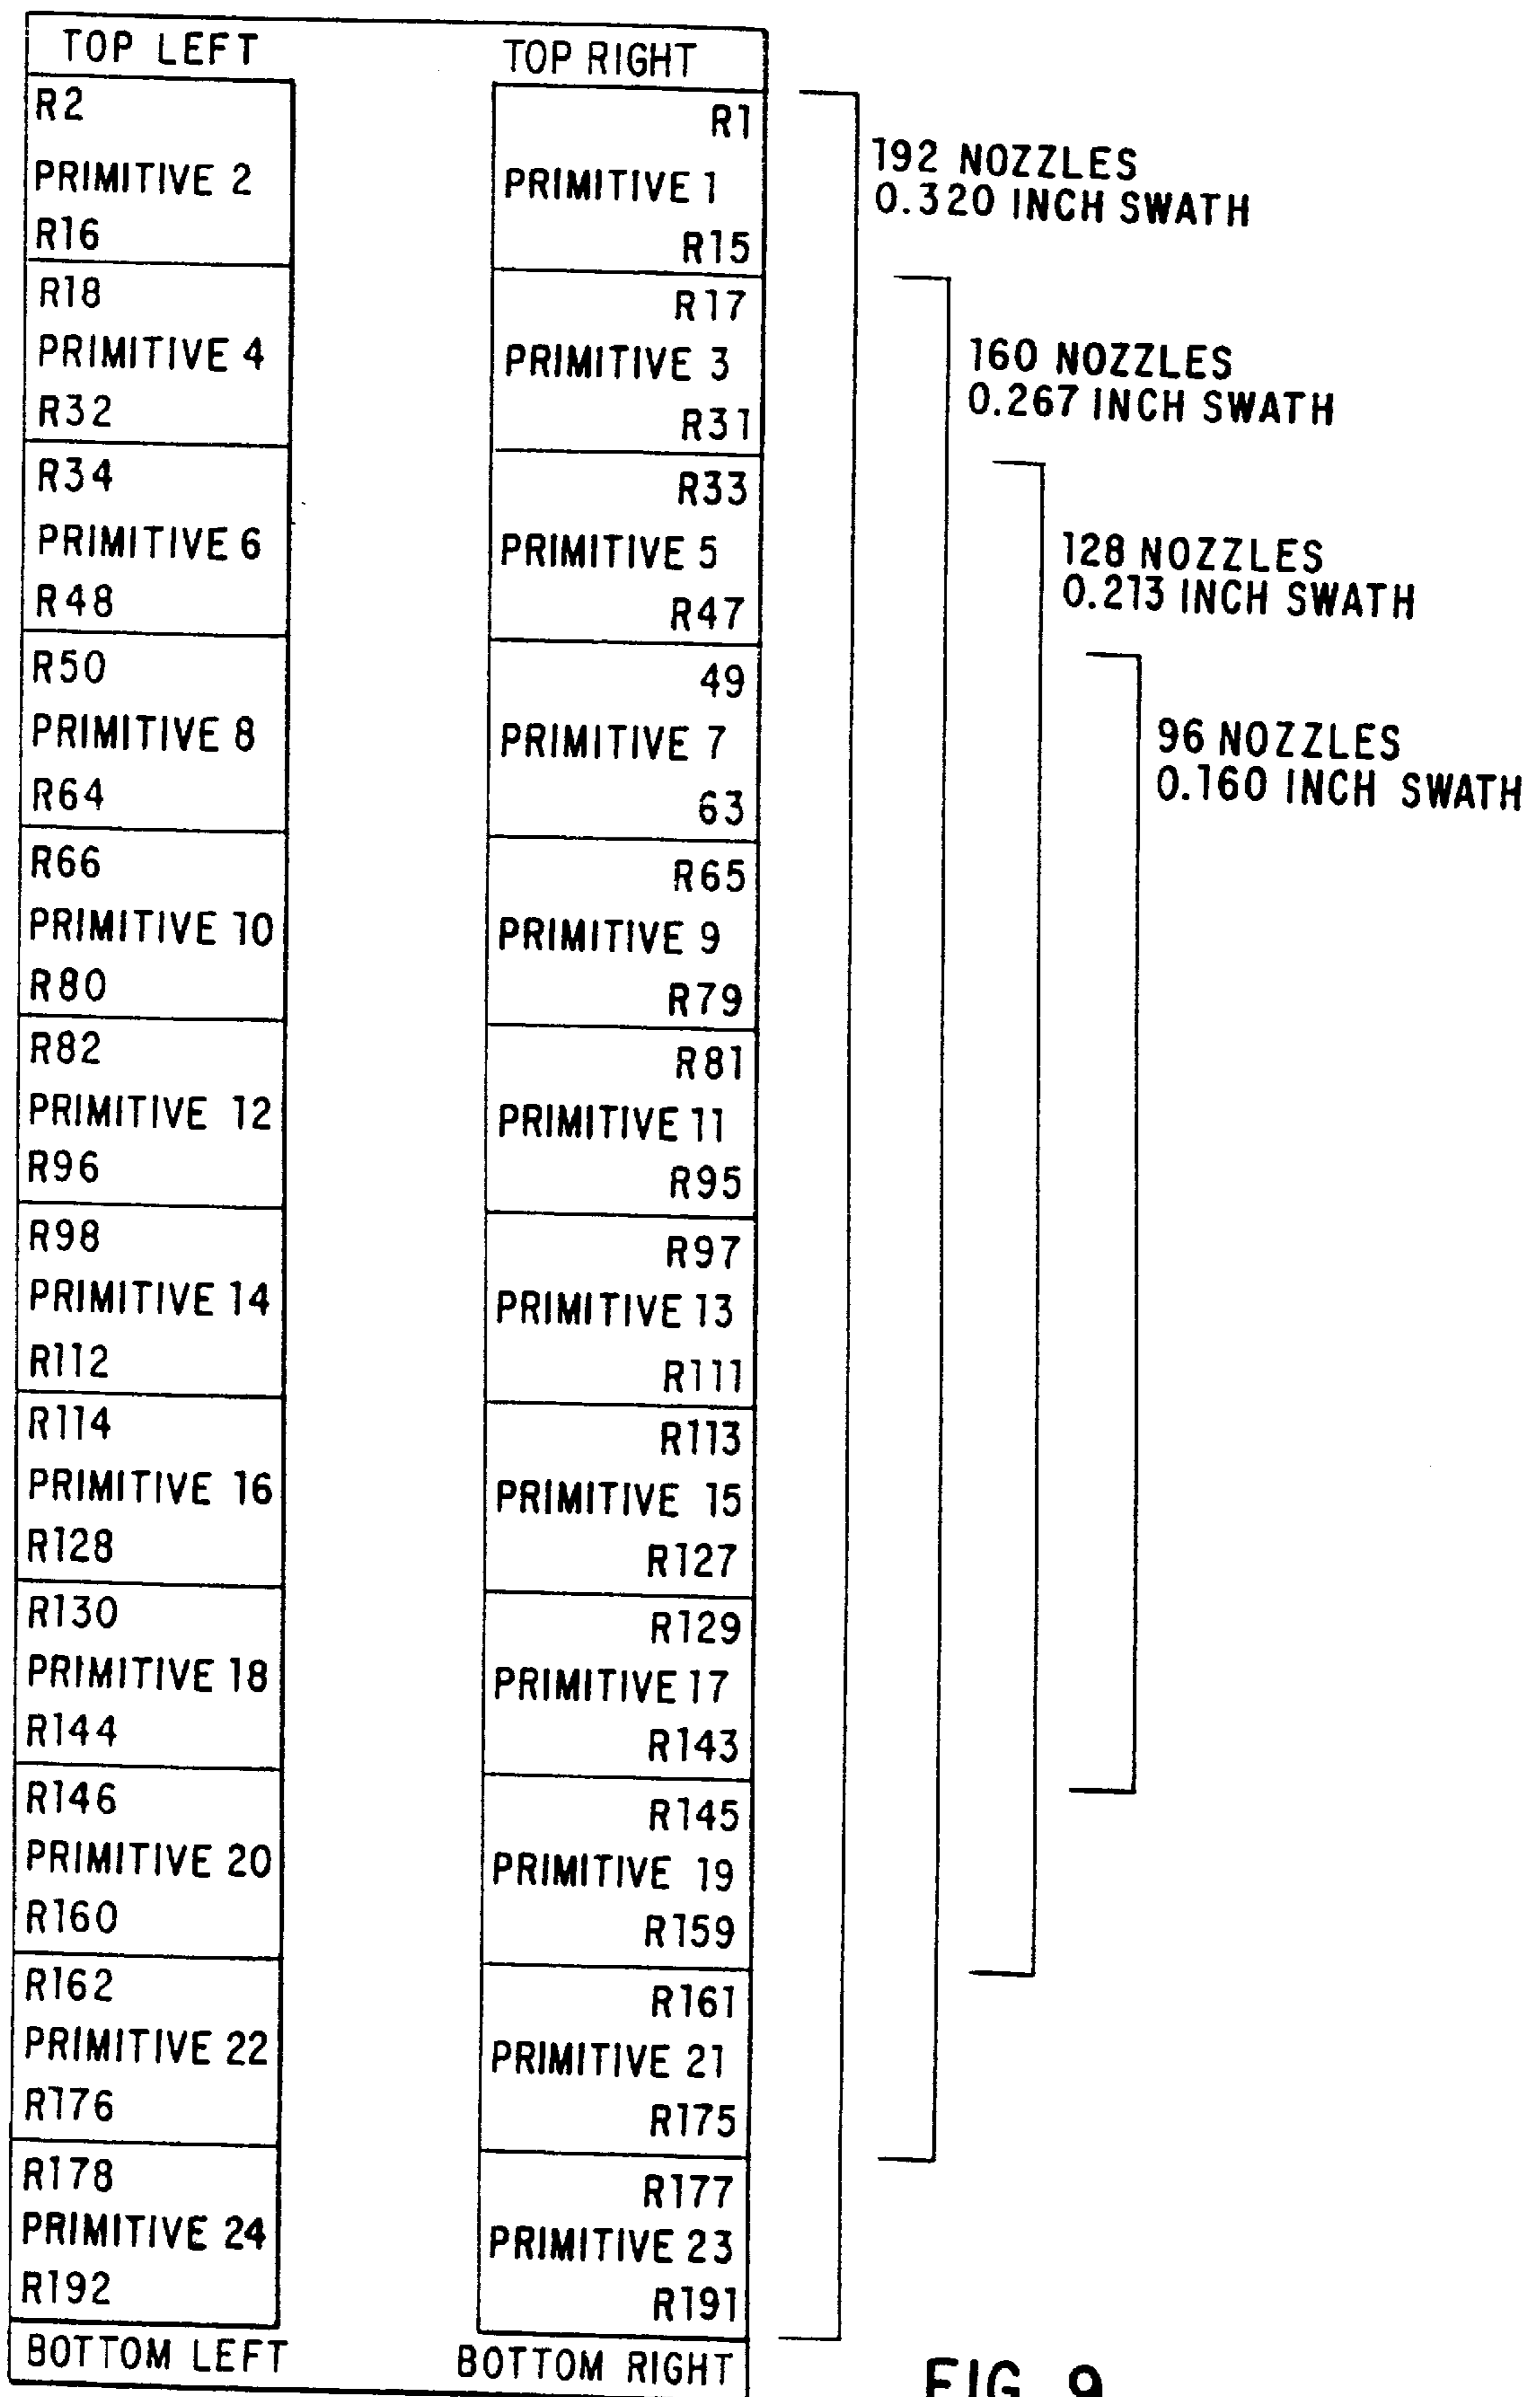 TOP LEFT
TOP RIGHT
R2
PRIMITIVE 2
R16
R1
PRIMITIVE 1
R15
R18
PRIMITIVE 4
R32
R17
PRIMITIVE 3
R31
R34
PRIMITIVE 6
R48
R33
PRIMITIVE 5
R47
R50
PRIMITIVE 8
R64
49
PRIMITIVE 7
63
R66
PRIMITIVE 10
R80
R65
PRIMITIVE 9
R79
R82
PRIMITIVE 12
R96
R81
PRIMITIVE 11
R95
R98
PRIMITIVE 14
R112
R97
PRIMITIVE 13
R111
R114
PRIMITIVE 16
R128
R113
PRIMITIVE 15
R127
R130
PRIMITIVE 18
R144
R129
PRIMITIVE 17
R143
R146
PRIMITIVE 20
R160
R145
PRIMITIVE 19
R159
R162
PRIMITIVE 22
R176
R161
PRIMITIVE 21
R175
R178
PRIMITIVE 24
R192
R177
PRIMITIVE 23
R191
BOTTOM LEFT
BOTTOM RIGHT
192 NOZZLES
0.320 INCH SWATH
160 NOZZLES
0.267 INCH SWATH
128 NOZZLES
0.213 INCH SWATH
96 NOZZLES
0.160 INCH SWATH
FIG 9